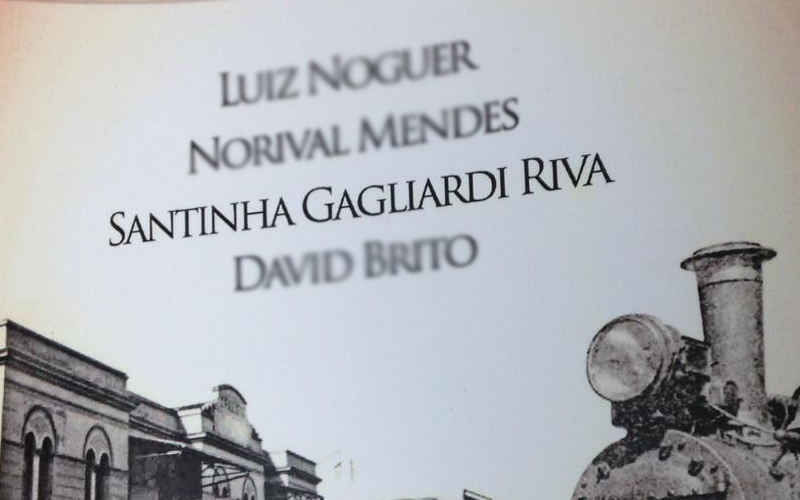 Luiz Noguer
Norival Mendes
Santinha Gagliardi Riva
David Brito